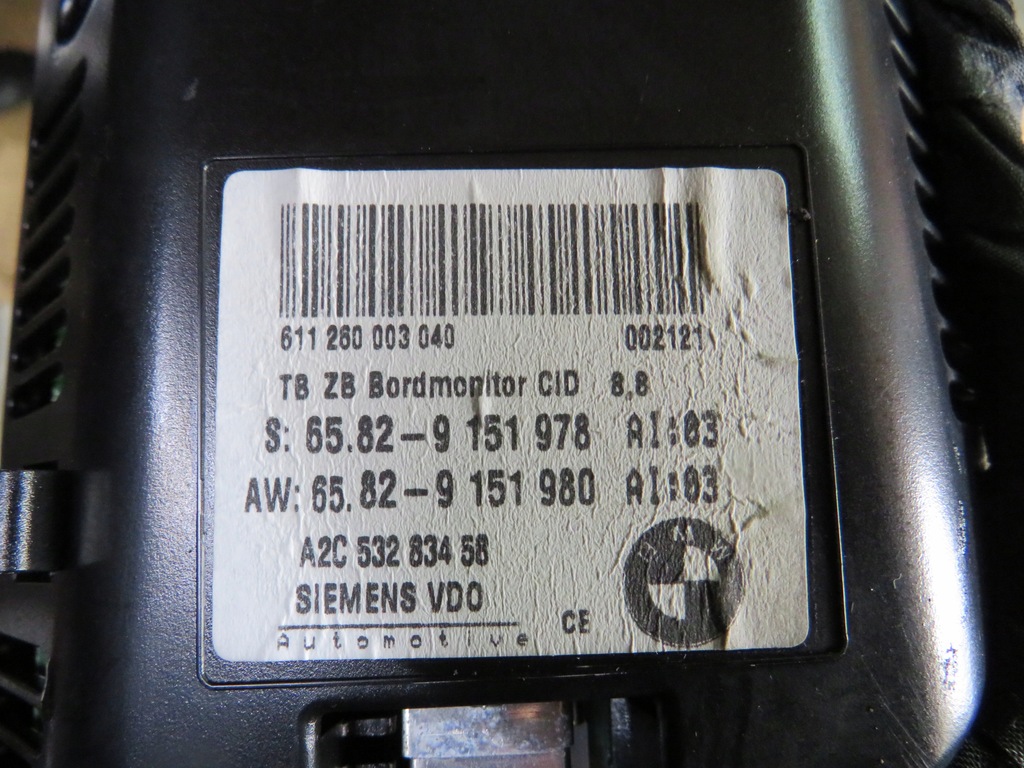 611 260 003 040 002121
TB ZB Bordmonitor CID 8,8
S: 65.82-9 151 978 AI:03
AW: 65.82-9 151 980 AI:03
A2C 532 834 58
SIEMENS VDO
Automotive CE
BMW